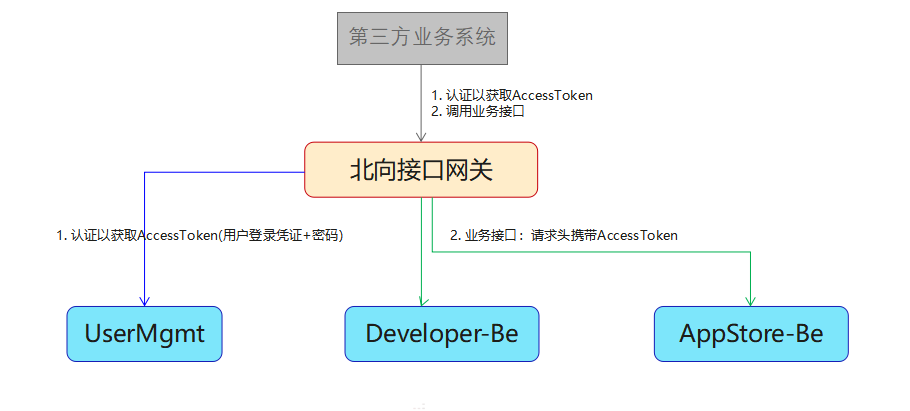 第三方业务系统
1. 认证以获取AccessToken
2. 调用业务接口
北向接口网关
1. 认证以获取AccessToken(用户登录凭证+密码)
2. 业务接口：请求头携带AccessToken
UserMgmt
Developer-Be
AppStore-Be